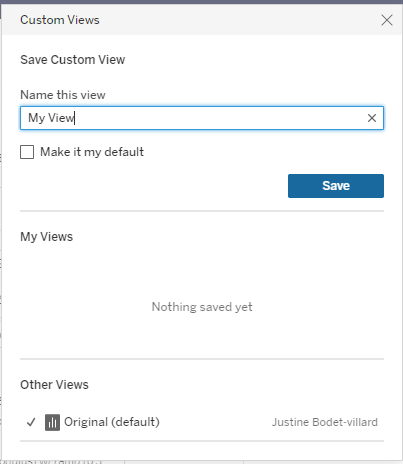 Custom Views
Save Custom View
Name this view
My View
Make it my default
Save
My Views
Nothing saved yet
Other Views
Original (default) Justine Bodet-villard